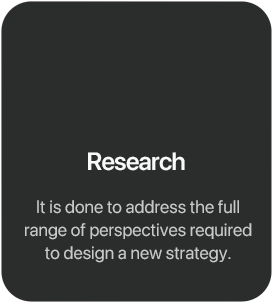 Research
It is done to address the full
range of perspectives required
to design a new strategy.